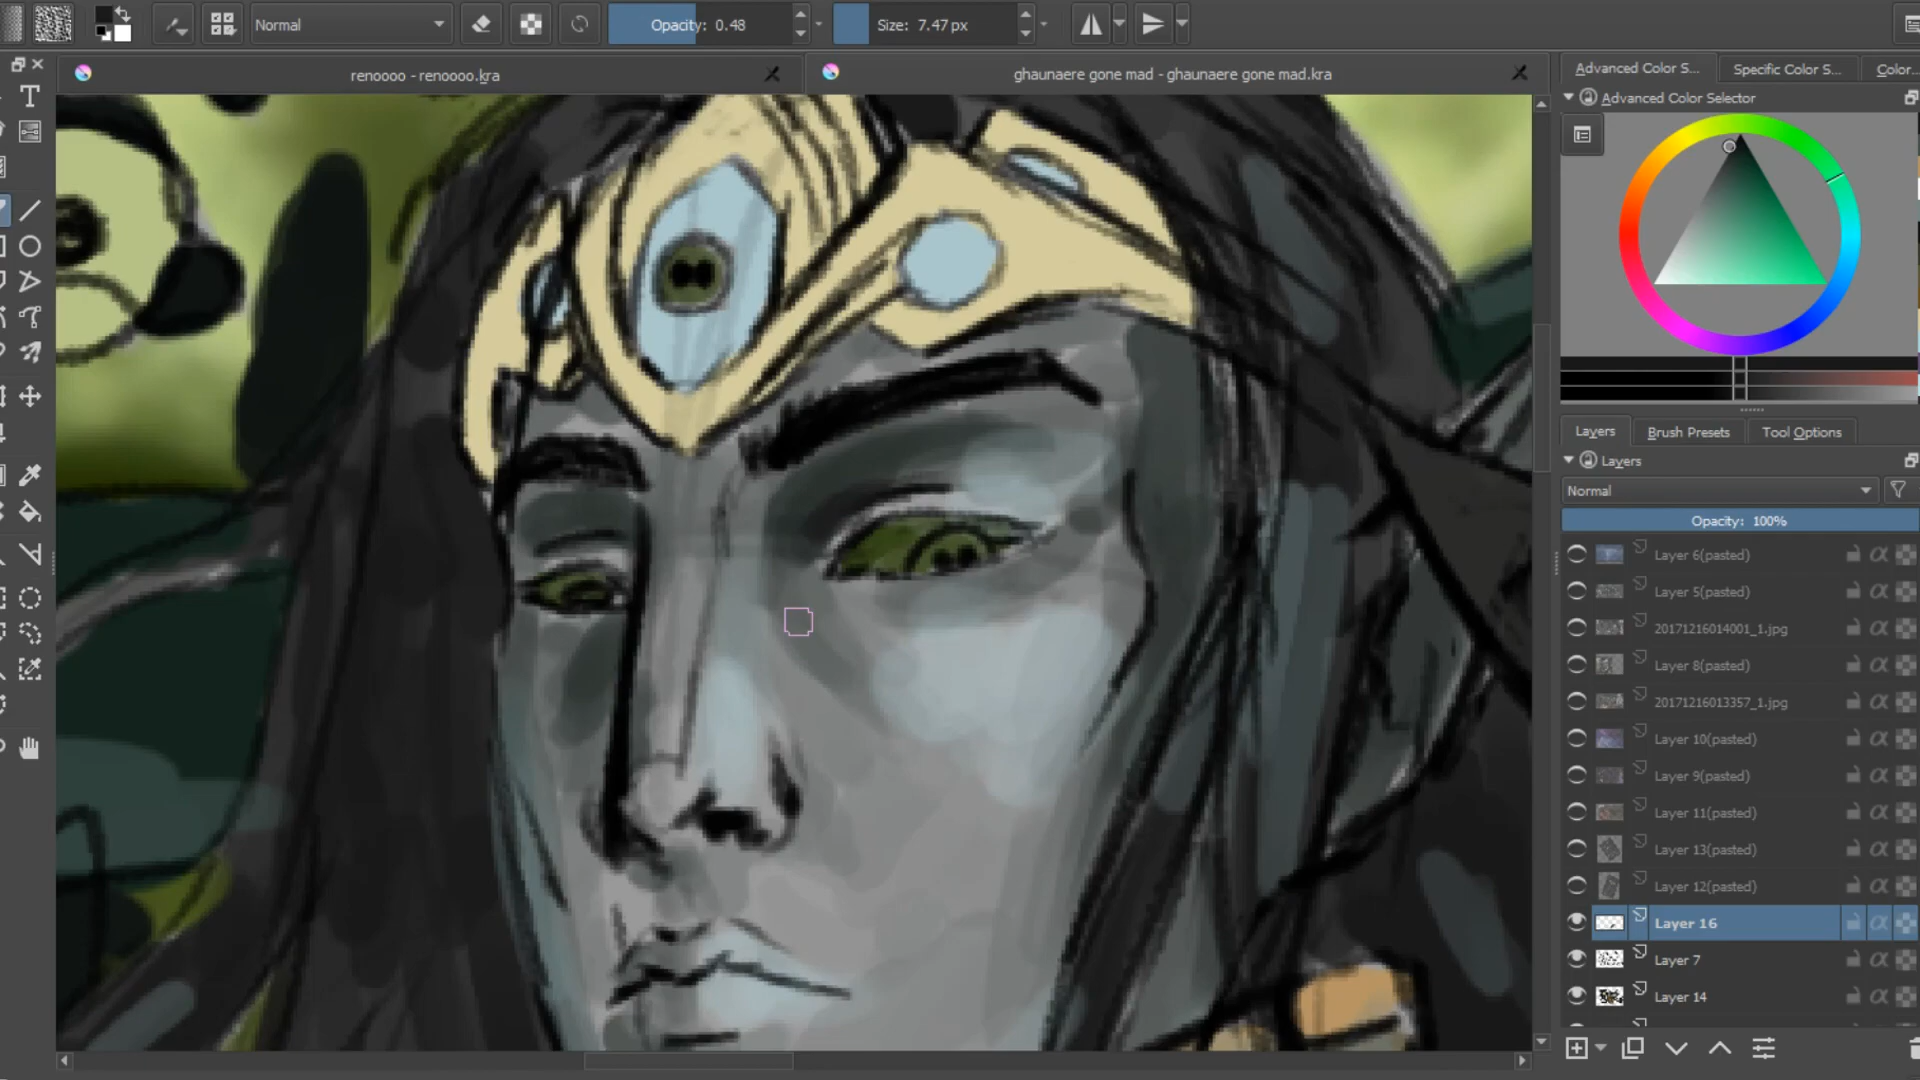 Normal
Opacity: 0.48
Size: 7.47 px
renoooo - renoooo.kra
ghaunaere gone mad - ghaunaere gone mad.kra
Advanced Color S...
Specific Color S...
Color...
Advanced Color Selector
Layers
Brush Presets
Tool Options
Layers
Normal
Opacity: 100%
Layer 6(pasted)
Layer 5(pasted)
20171216014001_1.jpg
Layer 8(pasted)
20171216013357_1.jpg
Layer 10(pasted)
Layer 9(pasted)
Layer 11(pasted)
Layer 13(pasted)
Layer 12(pasted)
Layer 16
Layer 7
Layer 14